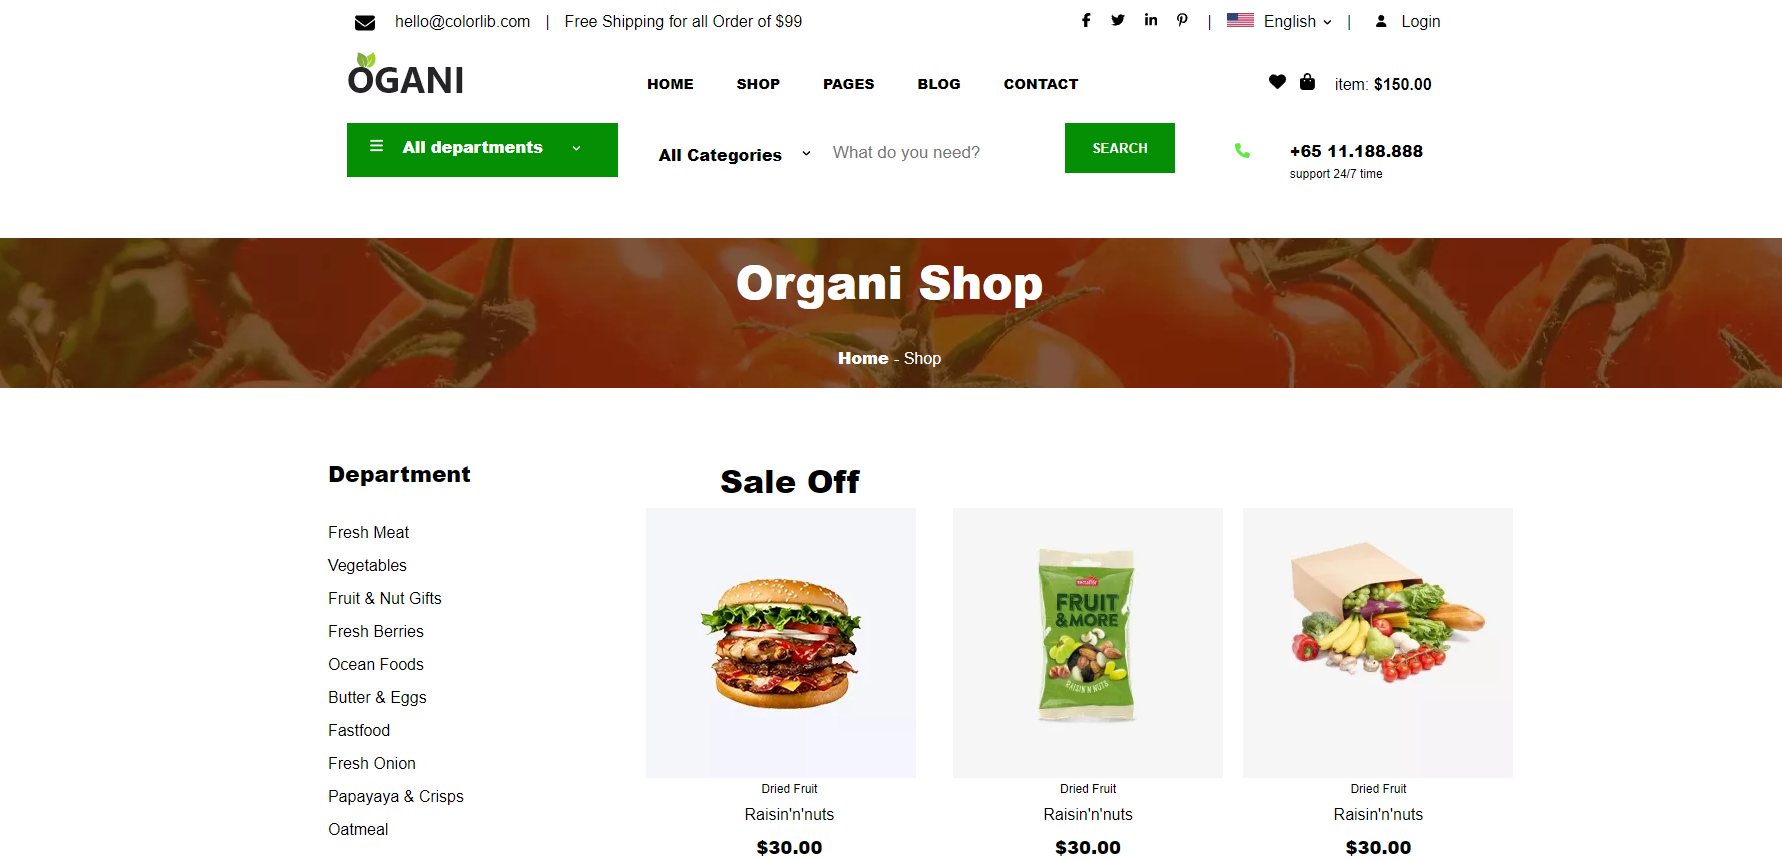 hello@colorlib.com | Free Shipping for all Order of $99 | English | Login
OGANI
HOME SHOP PAGES BLOG CONTACT
item: $150.00
All departments
All Categories
What do you need?
SEARCH
+65 11.188.888
support 24/7 time
Organi Shop
Home - Shop
Department
Fresh Meat
Vegetables
Fruit & Nut Gifts
Fresh Berries
Ocean Foods
Butter & Eggs
Fastfood
Fresh Onion
Papayaya & Crisps
Oatmeal
Sale Off
FRUIT
&MORE
RAISIN'N NUTS
Dried Fruit
Raisin'n'nuts
$30.00
Dried Fruit
Raisin'n'nuts
$30.00
Dried Fruit
Raisin'n'nuts
$30.00